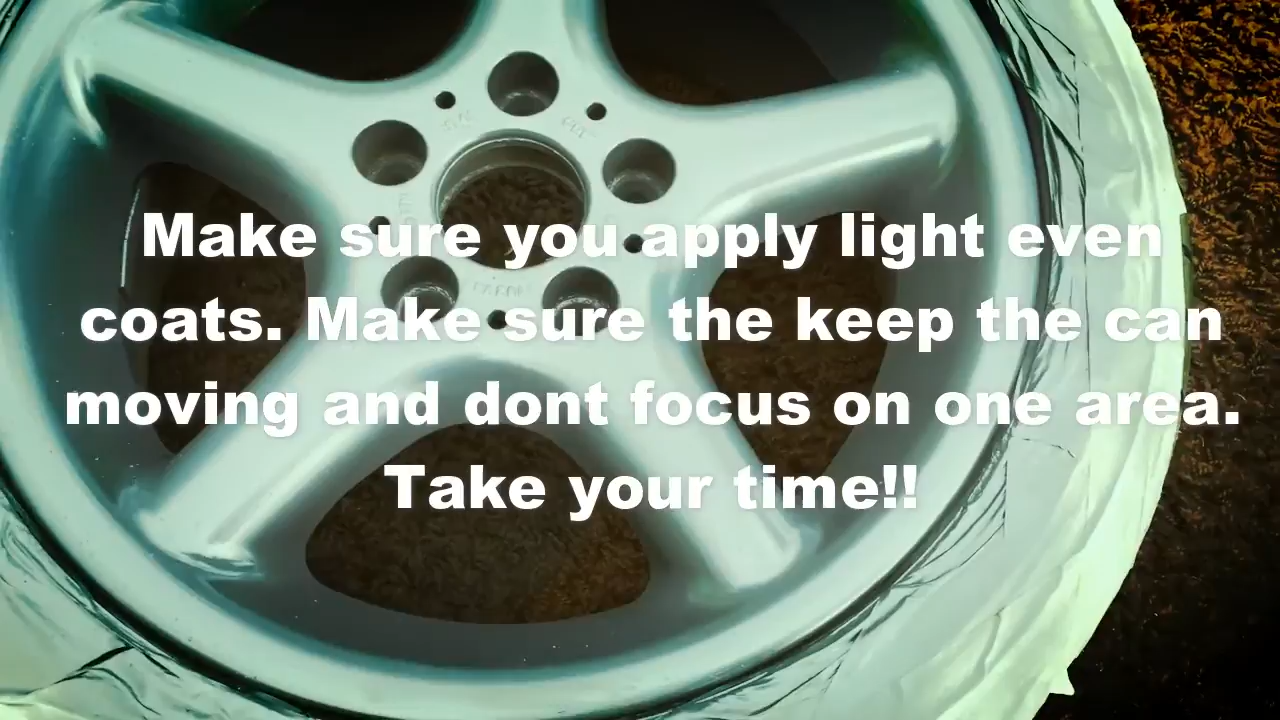 Make sure you apply light even
coats. Make sure the keep the can
moving and dont focus on one area.
Take your time!!